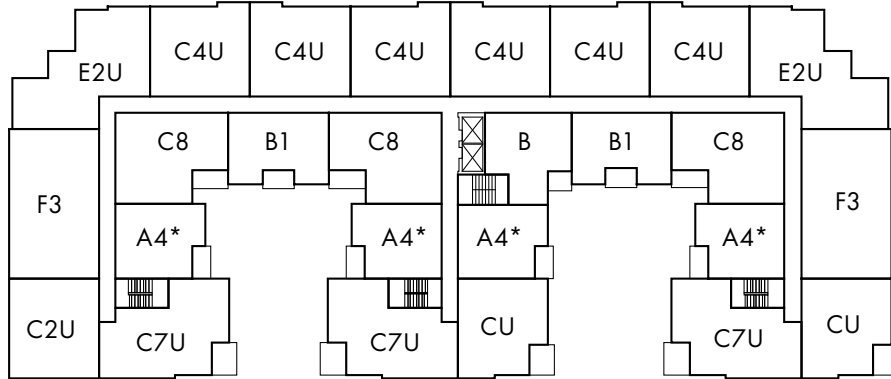 E2U C4U C4U C4U C4U C4U C4U E2U
C8 B1 C8 B B1 C8
F3 F3
A4* A4* A4* A4*
C2U C7U C7U CU C7U CU